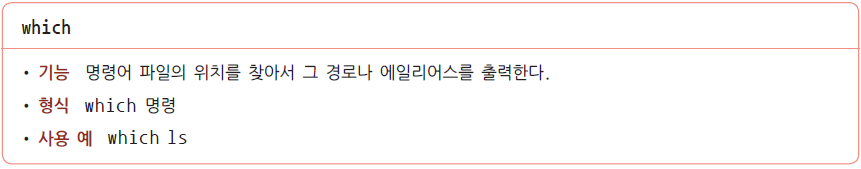 which
• 기능 명령어 파일의 위치를 찾아서 그 경로나 에일리어스를 출력한다.
• 형식 which 명령
• 사용 예 which ls